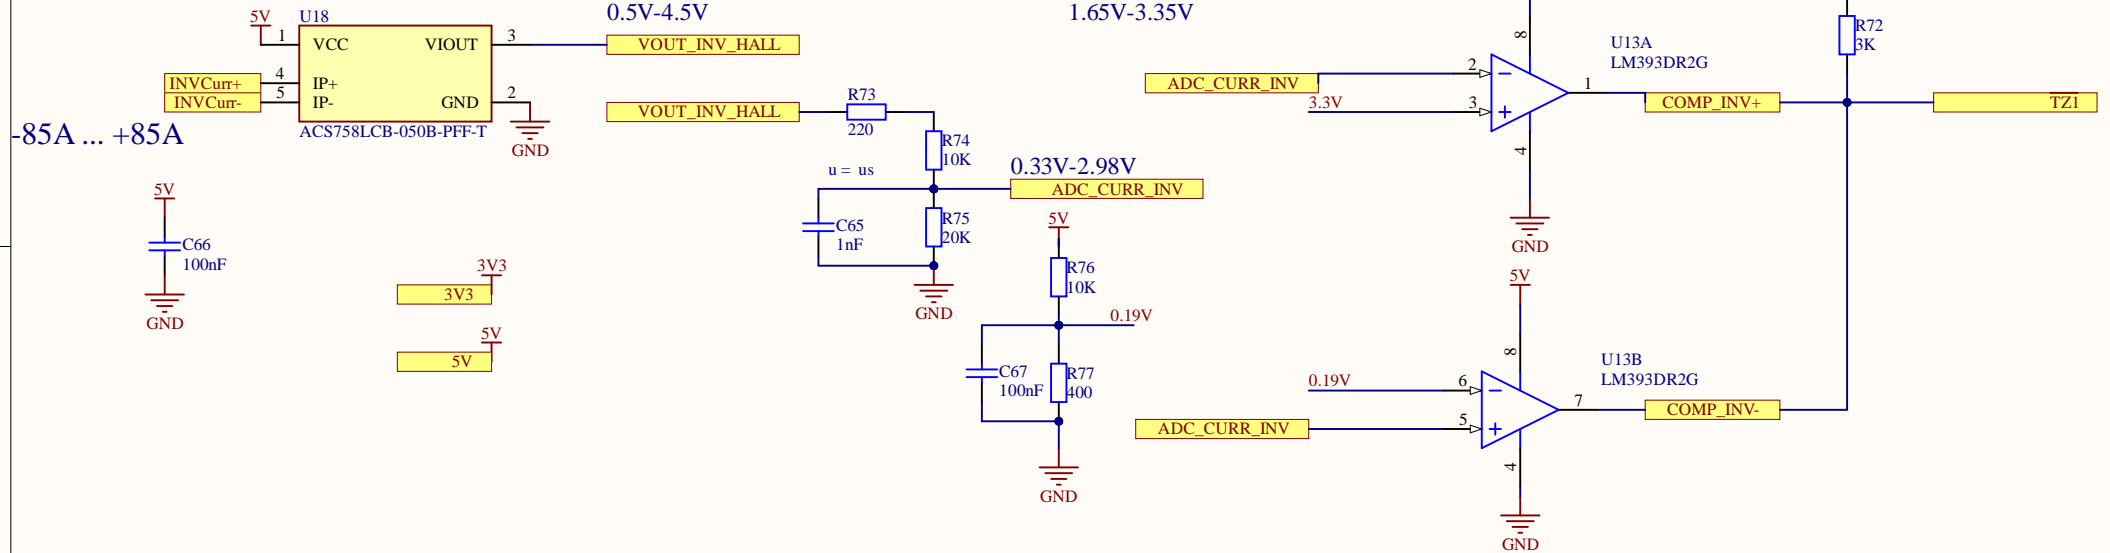 0.5V-4.5V
1.65V-3.35V
5V
U18
1
VCC
VIOUT
3
VOUT_INV_HALL
INVCurr+
4
IP+
INVCurr-
5
IP-
GND
2
ACS758LCB-050B-PFF-T
GND
-85A ... +85A
VOUT_INV_HALL
R73
220
R74
10K
u = us
0.33V-2.98V
ADC_CURR_INV
C65
1nF
R75
20K
GND
5V
C66
100nF
GND
3V3
3V3
5V
5V
5V
R76
10K
0.19V
C67
100nF
R77
400
GND
ADC_CURR_INV
3.3V
2
3
8
4
1
U13A
LM393DR2G
GND
COMP_INV+
R72
3K
TZ1
5V
8
U13B
LM393DR2G
0.19V
6
ADC_CURR_INV
5
7
COMP_INV-
4
GND